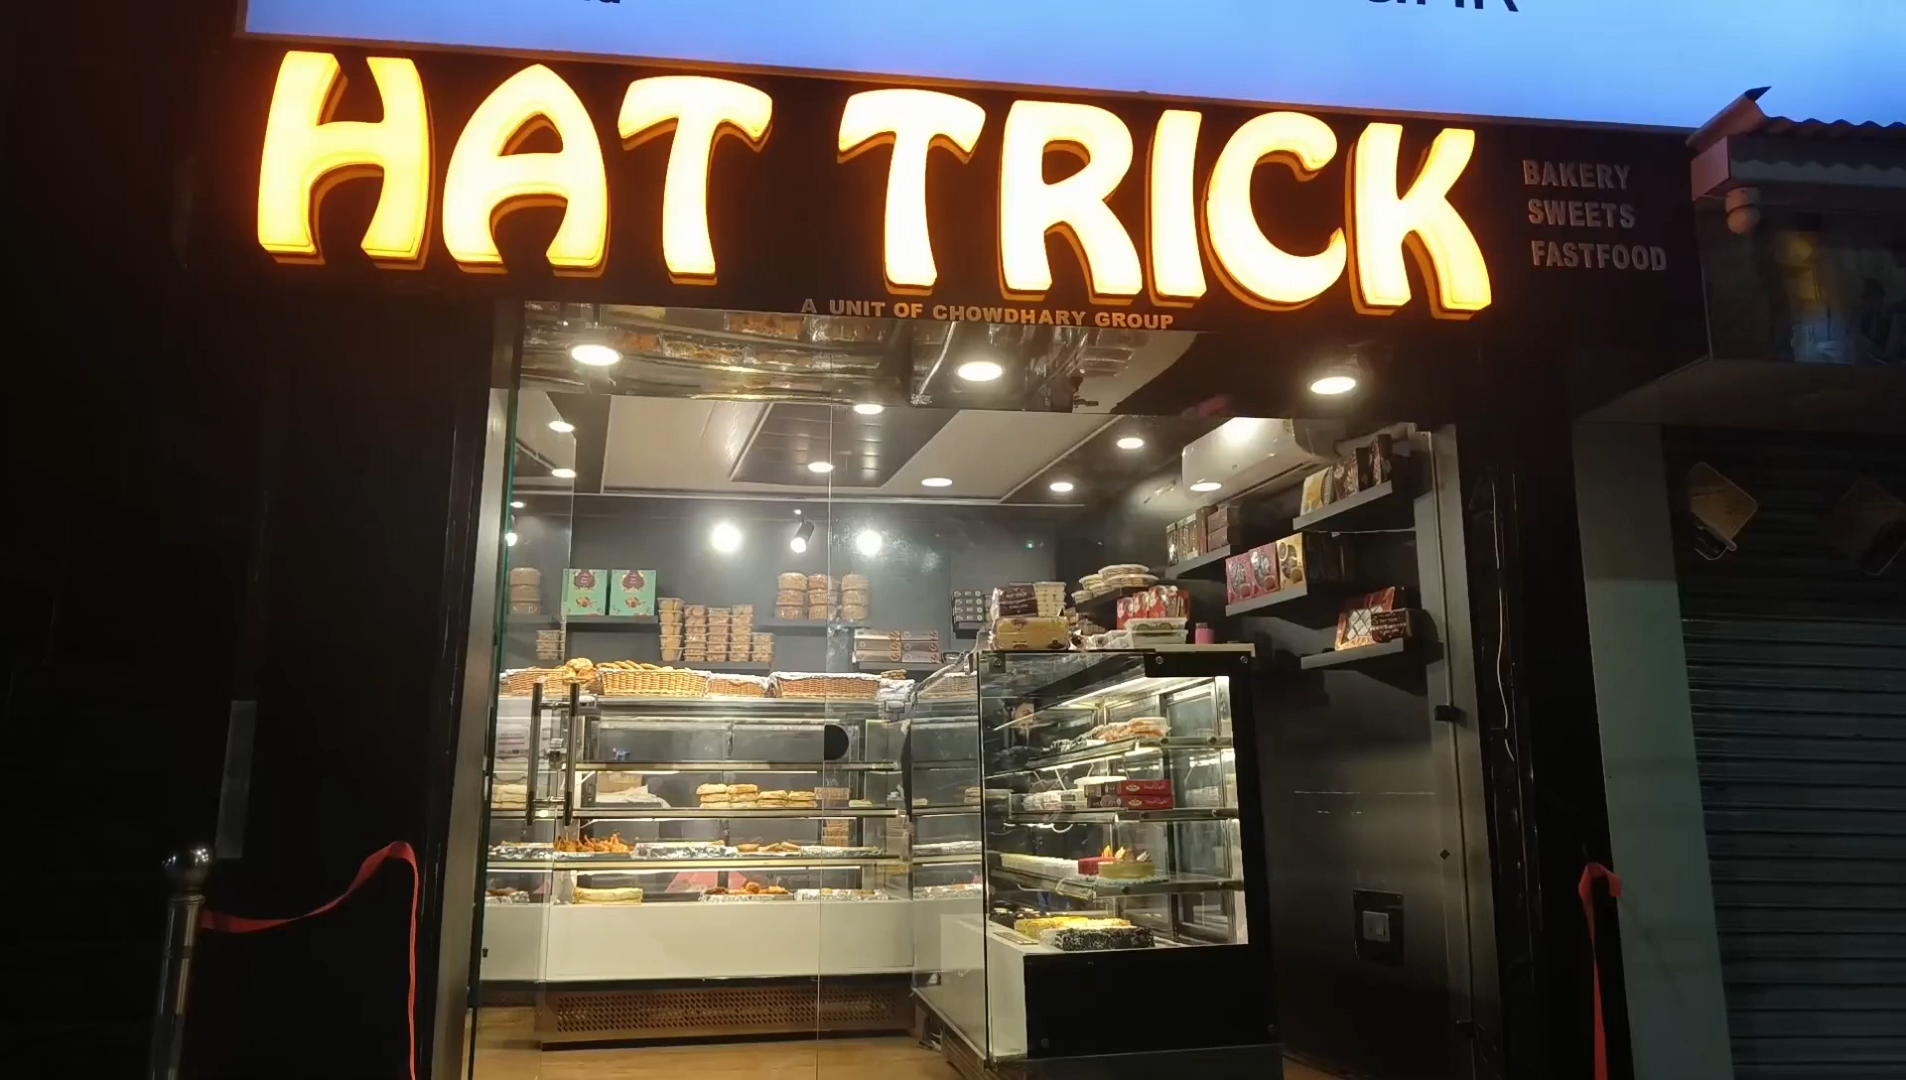 HAT TRICK
BAKERY
SWEETS
FASTFOOD
A UNIT OF CHOWDHARY GROUP